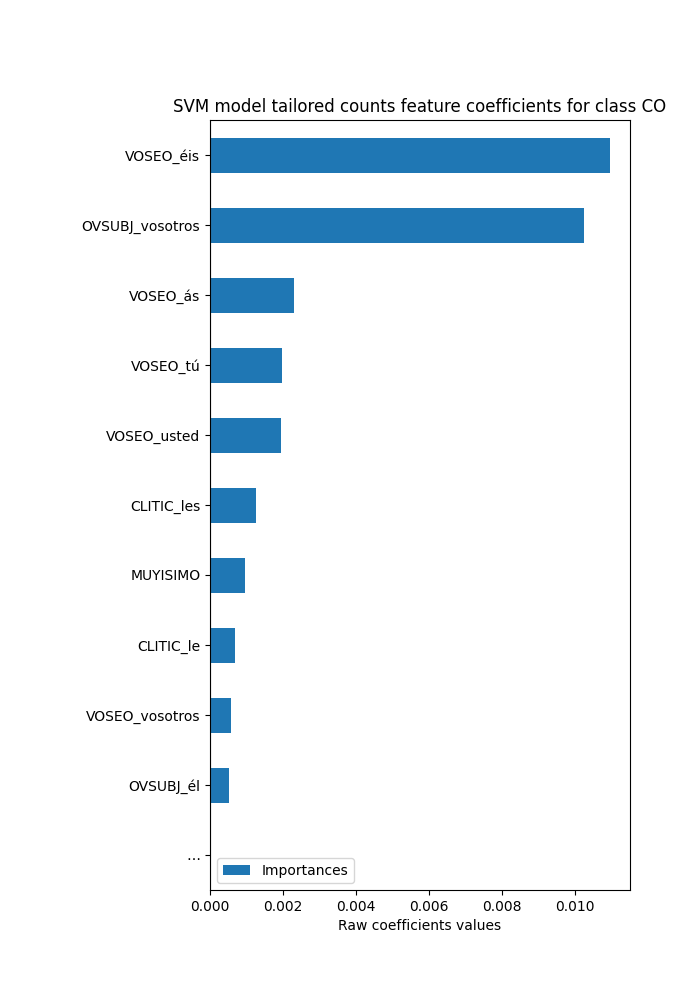 SVM model tailored counts feature coefficients for class CO
VOSEO_éis
OVSUBJ_vosotros
VOSEO_ás
VOSEO_tú
VOSEO_usted
CLITIC_les
MUYISIMO
CLITIC_le
VOSEO_vosotros
OVSUBJ_él
...
Importances
0.000 0.002 0.004 0.006 0.008 0.010
Raw coefficients values